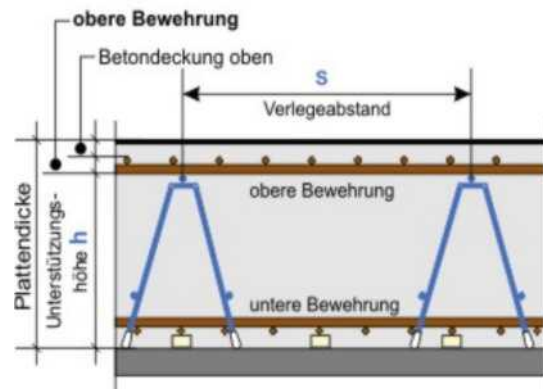 obere Bewehrung
Betondeckung oben
S
Verlegeabstand
obere Bewehrung
untere Bewehrung
Plattendicke
Unterstützungs-
höhe h